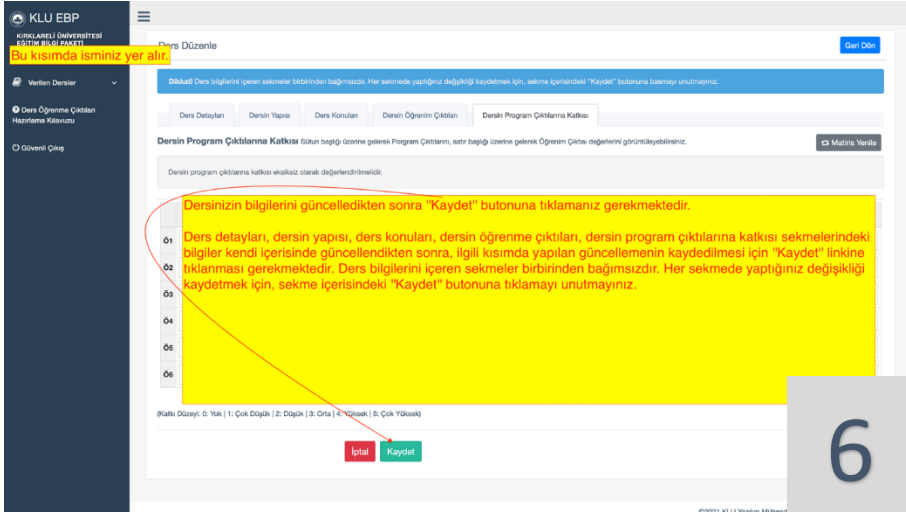 KLU EBP
KIRKLARELİ ÜNİVERSİTESİ
EĞİTİM BİLGİ PAKETİ
Bu kısımda isminiz yer alır.
Verilen Dersler
Ders Öğrenme Çıktıları
Hazırlama Kılavuzu
Güvenli Çıkış
Ders Düzenle
Geri Dön
Dikkat! Ders bilgilerini içeren sekmeler birbirinden bağımsızdır. Her sekmede yaptığınız değişikliği kaydetmek için, sekme içerisindeki "Kaydet" butonuna basmayı unutmayınız.
Ders Detayları Dersin Yapısı Ders Konuları Dersin Öğrenim Çıktıları Dersin Program Çıktılarına Katkısı
Dersin Program Çıktılarına Katkısı Sütun başlığı üzerine gelerek Porgram Çıktılarını, satır başlığı üzerine gelerek Öğrenim Çıktısı değerlerini görüntüleyebilirsiniz.
Matiris Yenile
Dersin program çıktılarına katkısı eksiksiz olarak değerlendirilmelidir.
Dersinizin bilgilerini güncelledikten sonra "Kaydet" butonuna tıklamanız gerekmektedir.
Ders detayları, dersin yapısı, ders konuları, dersin öğrenme çıktıları, dersin program çıktılarına katkısı sekmelerindeki
bilgiler kendi içerisinde güncellendikten sonra, ilgili kısımda yapılan güncellemenin kaydedilmesi için "Kaydet" linkine
tıklanması gerekmektedir. Ders bilgilerini içeren sekmeler birbirinden bağımsızdır. Her sekmede yaptığınız değişikliği
kaydetmek için, sekme içerisindeki "Kaydet" butonuna tıklamayı unutmayınız.
Ö1
Ö2
Ö3
Ö4
Ö5
Ö6
(Katkı Düzeyi: 0: Yok | 1: Çok Düşük | 2: Düşük | 3: Orta | 4: Yüksek | 5: Çok Yüksek)
İptal Kaydet
6
©2021 KLU Yazılım